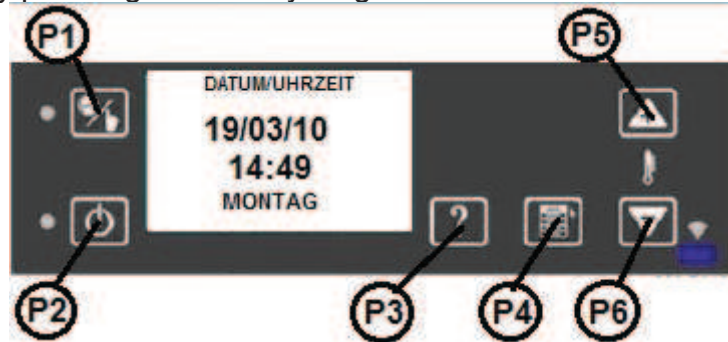 P1
P5
DATUM/UHRZEIT
19/03/10
14:49
MONTAG
?
P2
P3
P4
P6